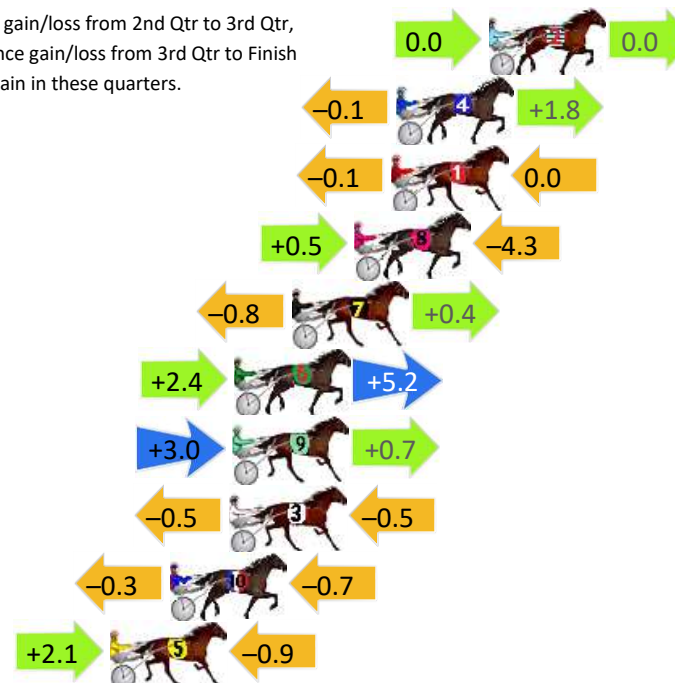 gain/loss from 2nd Qtr to 3rd Qtr,
nce gain/loss from 3rd Qtr to Finish
ain in these quarters.
0.0 2 0.0
–0.1 4 +1.8
–0.1 1 0.0
+0.5 8 –4.3
–0.8 7 +0.4
+2.4 6 +5.2
+3.0 9 +0.7
–0.5 3 –0.5
–0.3 10 –0.7
+2.1 5 –0.9